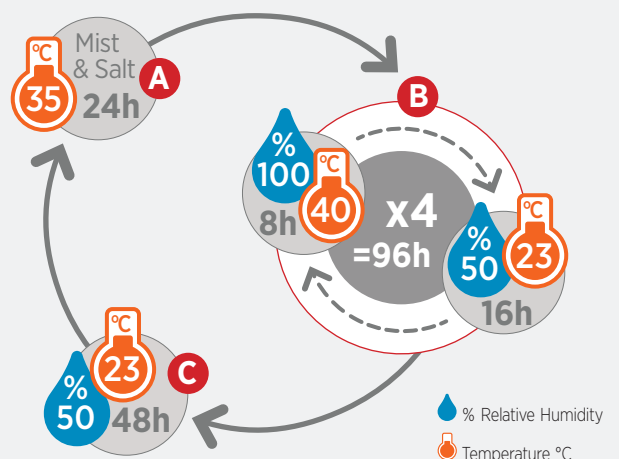 °C
35
Mist
& Salt
24h
A
B
%
100
°C
40
8h
x4
=96h
%
50
°C
23
16h
°C
23
%
50
48h
C
% Relative Humidity
Temperature °C